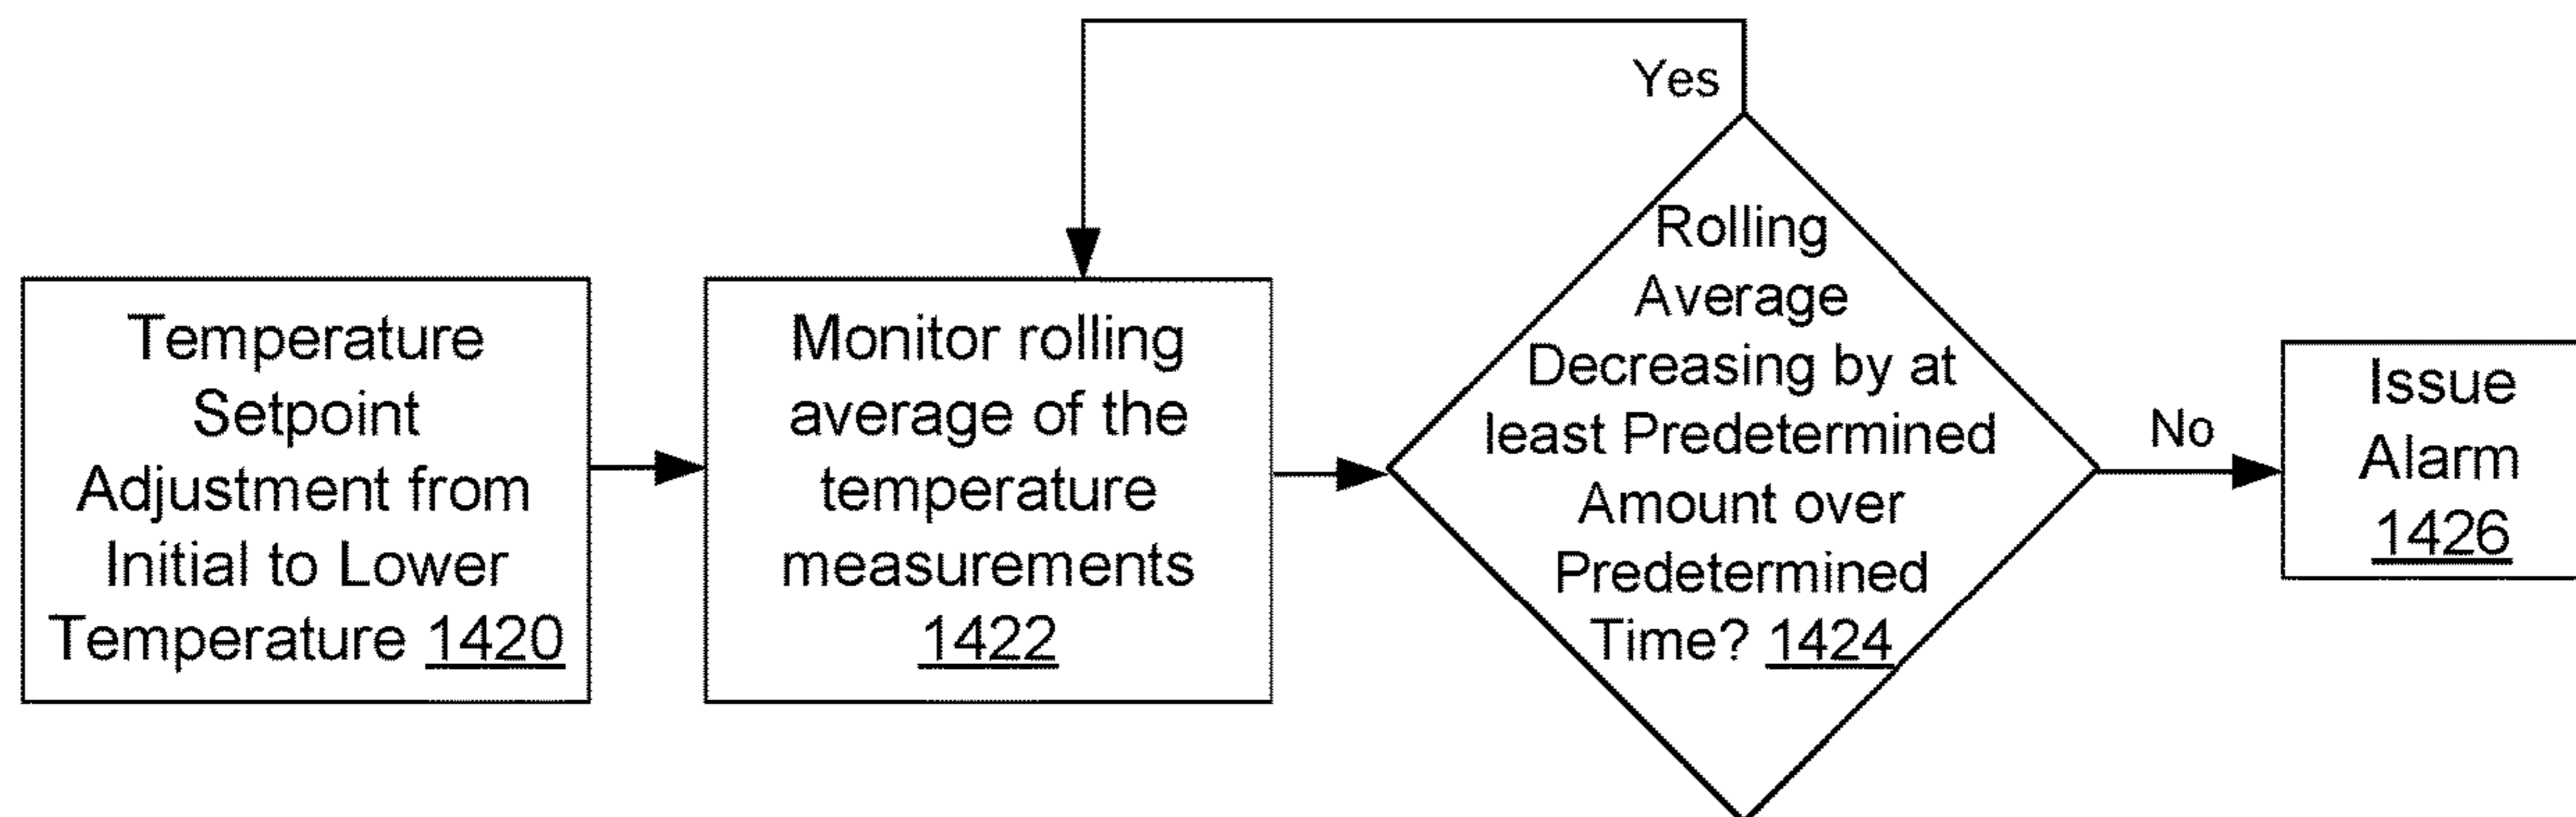 Temperature
Setpoint
Adjustment from
Initial to Lower
Temperature 1420
Monitor rolling
average of the
temperature
measurements
1422
Yes
Rolling
Average
Decreasing by at
least Predetermined
Amount over
Predetermined
Time? 1424
No
Issue
Alarm
1426